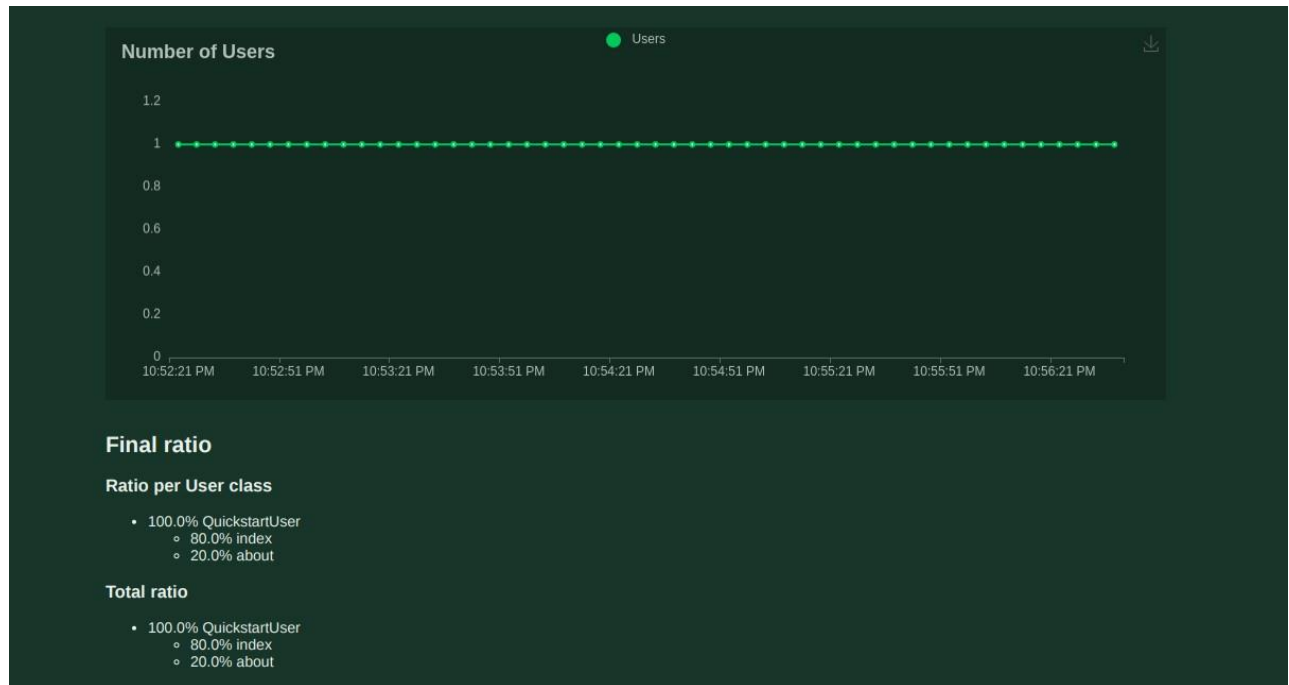 Number of Users
Users
1.2
1
0.8
0.6
0.4
0.2
0
10:52:21 PM 10:52:51 PM 10:53:21 PM 10:53:51 PM 10:54:21 PM 10:54:51 PM 10:55:21 PM 10:55:51 PM 10:56:21 PM
Final ratio
Ratio per User class
• 100.0% QuickstartUser
◦ 80.0% index
◦ 20.0% about
Total ratio
• 100.0% QuickstartUser
◦ 80.0% index
◦ 20.0% about